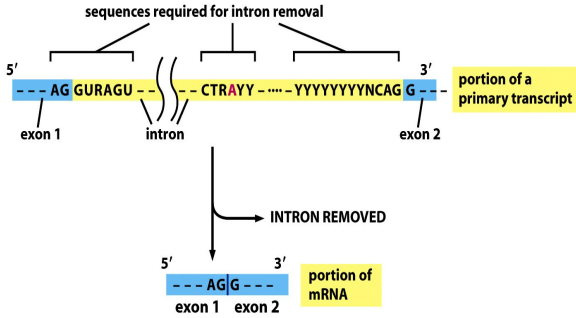 sequences required for intron removal
5′ 3′
– – – AG GURAGU – – – – CTRAYY – ···· – YYYYYYYYNCAG G – – –
portion of a
primary transcript
exon 1 intron exon 2
INTRON REMOVED
5′ 3′
– – – AG G – – –
exon 1 exon 2
portion of
mRNA